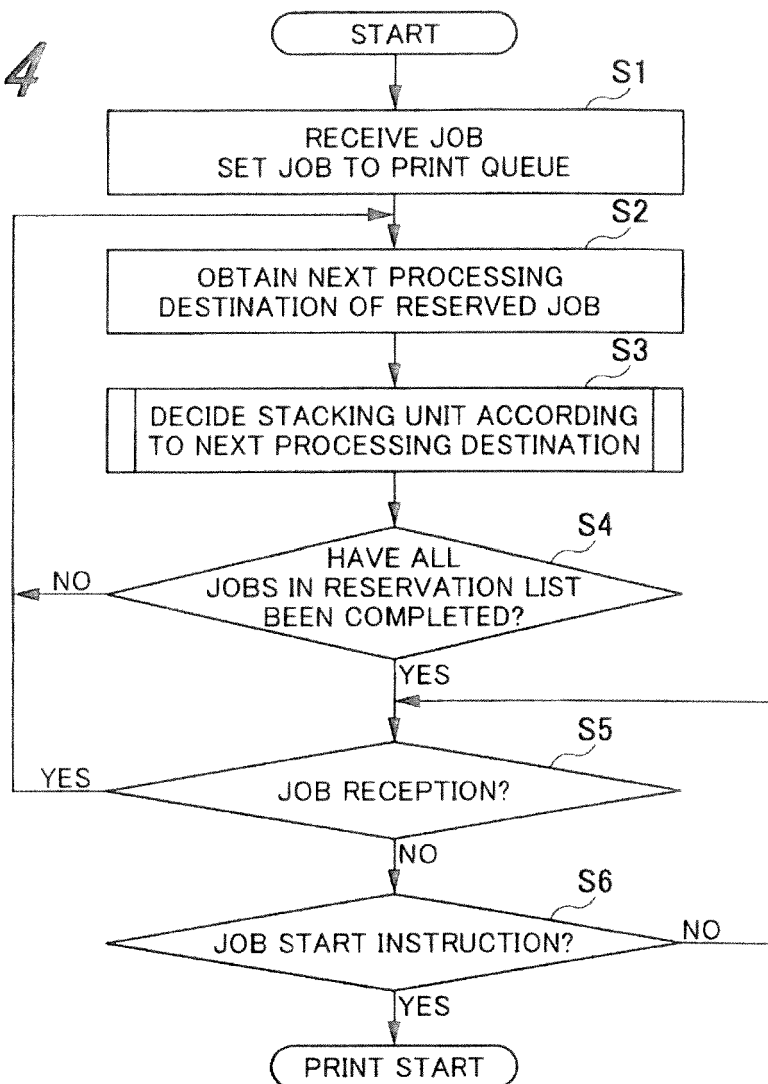 4
START
S1
RECEIVE JOB
SET JOB TO PRINT QUEUE
S2
OBTAIN NEXT PROCESSING
DESTINATION OF RESERVED JOB
S3
DECIDE STACKING UNIT ACCORDING
TO NEXT PROCESSING DESTINATION
S4
HAVE ALL
JOBS IN RESERVATION LIST
BEEN COMPLETED?
NO
YES
S5
JOB RECEPTION?
YES
NO
S6
JOB START INSTRUCTION?
NO
YES
PRINT START